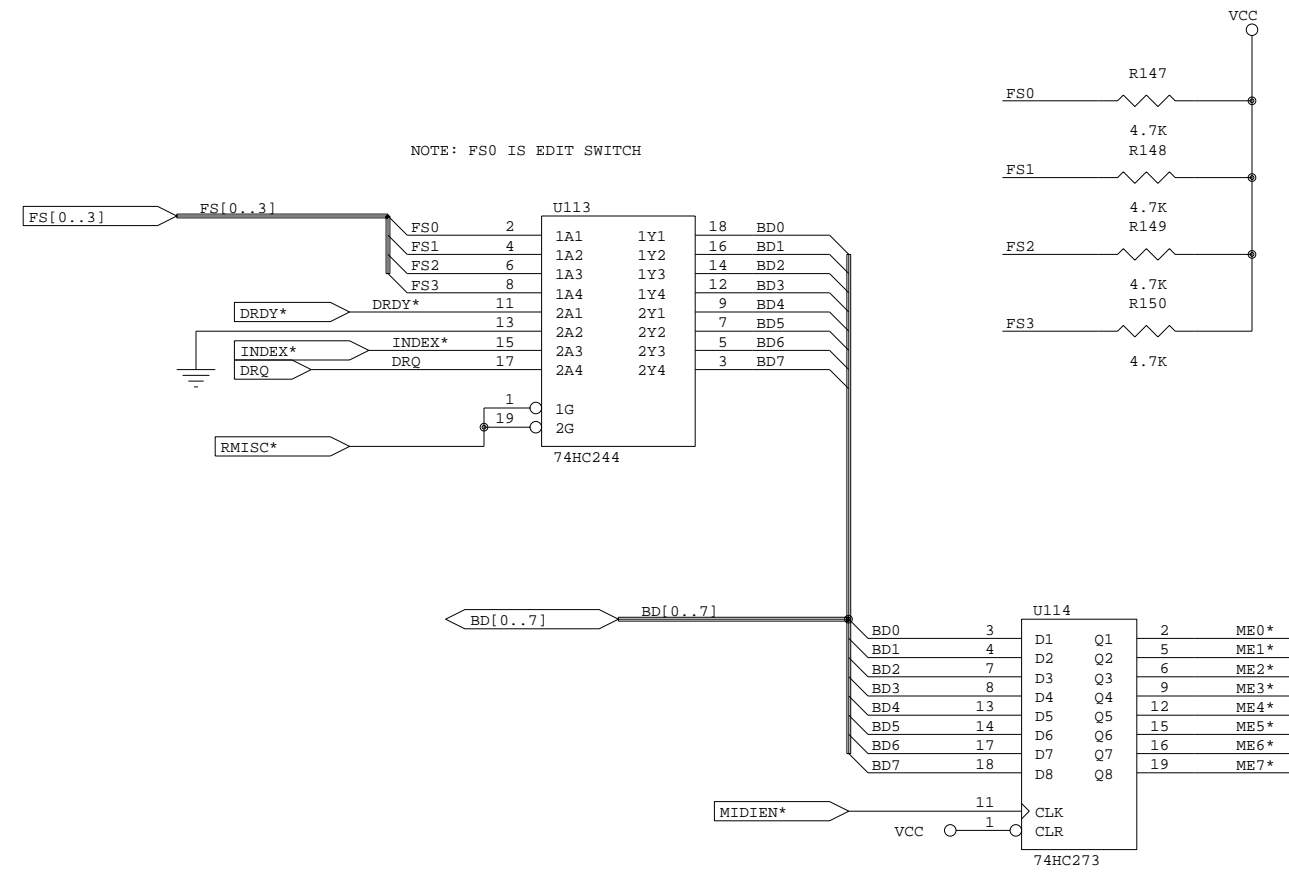 VCC
R147
FS0
4.7K
R148
FS1
4.7K
R149
FS2
4.7K
R150
FS3
4.7K
NOTE: FS0 IS EDIT SWITCH
FS[0..3] FS[0..3]
U113
FS0 2 1A1 1Y1 18 BD0
FS1 4 1A2 1Y2 16 BD1
FS2 6 1A3 1Y3 14 BD2
FS3 8 1A4 1Y4 12 BD3
DRDY* DRDY* 11 2A1 2Y1 9 BD4
13 2A2 2Y2 7 BD5
INDEX* INDEX* 15 2A3 2Y3 5 BD6
DRQ DRQ 17 2A4 2Y4 3 BD7
1 1G
19 2G
RMISC*
74HC244
BD[0..7] BD[0..7]
U114
BD0 3 D1 Q1 2 ME0*
BD1 4 D2 Q2 5 ME1*
BD2 7 D3 Q3 6 ME2*
BD3 8 D4 Q4 9 ME3*
BD4 13 D5 Q5 12 ME4*
BD5 14 D6 Q6 15 ME5*
BD6 17 D7 Q7 16 ME6*
BD7 18 D8 Q8 19 ME7*
MIDIEN* 11 CLK
VCC 1 CLR
74HC273